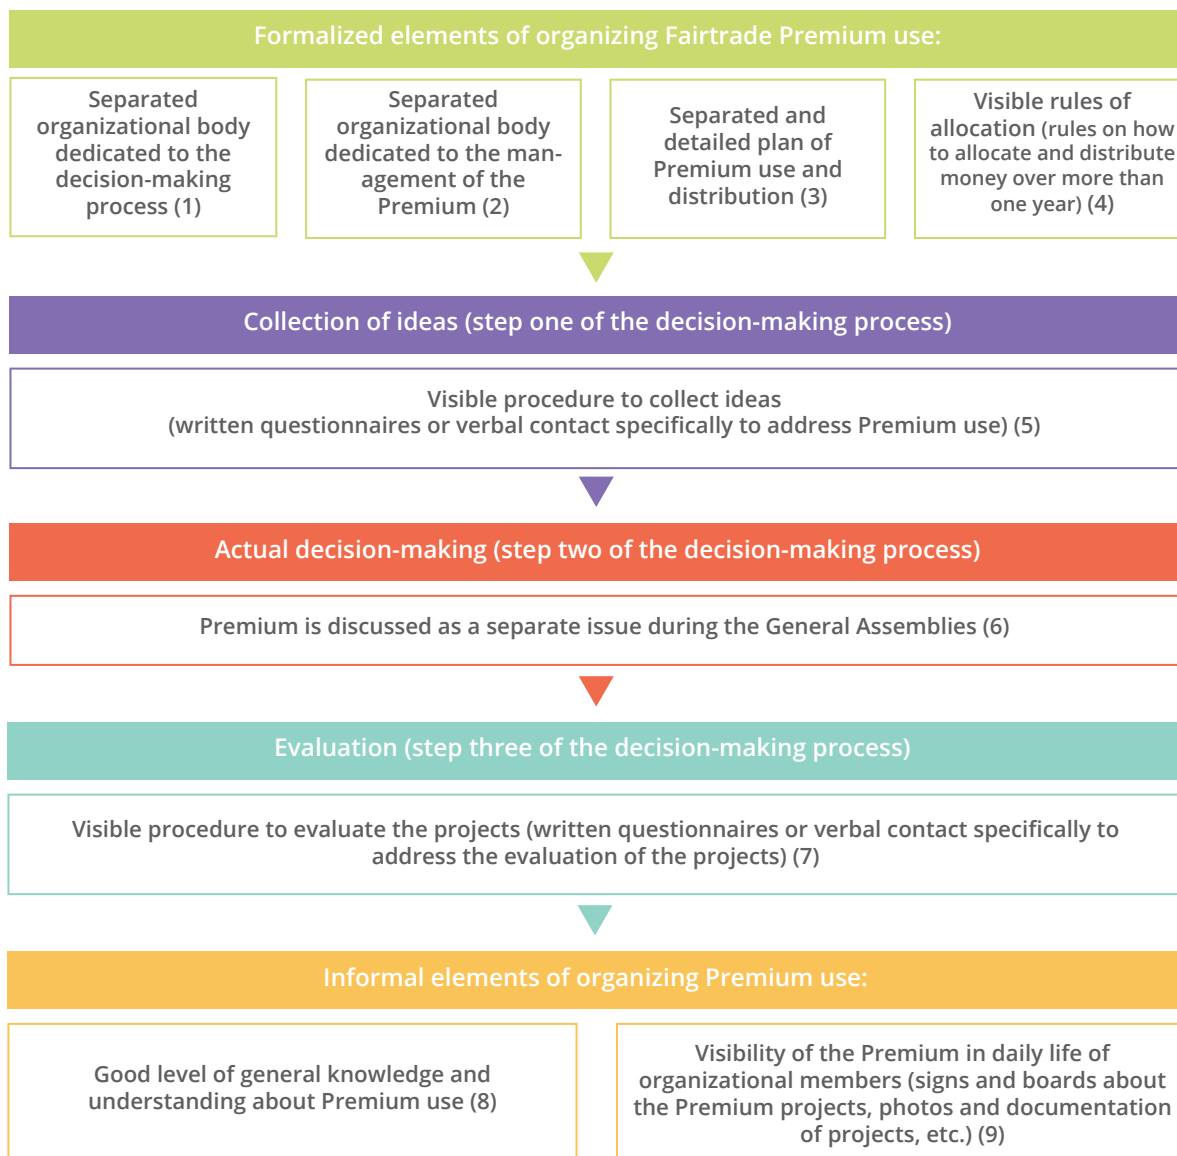 Formalized elements of organizing Fairtrade Premium use:
Separated
organizational body
dedicated to the
decision-making
process (1)
Separated
organizational body
dedicated to the man-
agement of the
Premium (2)
Separated and
detailed plan of
Premium use and
distribution (3)
Visible rules of
allocation (rules on how
to allocate and distribute
money over more than
one year) (4)
Collection of ideas (step one of the decision-making process)
Visible procedure to collect ideas
(written questionnaires or verbal contact specifically to address Premium use) (5)
Actual decision-making (step two of the decision-making process)
Premium is discussed as a separate issue during the General Assemblies (6)
Evaluation (step three of the decision-making process)
Visible procedure to evaluate the projects (written questionnaires or verbal contact specifically to
address the evaluation of the projects) (7)
Informal elements of organizing Premium use:
Good level of general knowledge and
understanding about Premium use (8)
Visibility of the Premium in daily life of
organizational members (signs and boards about
the Premium projects, photos and documentation
of projects, etc.) (9)